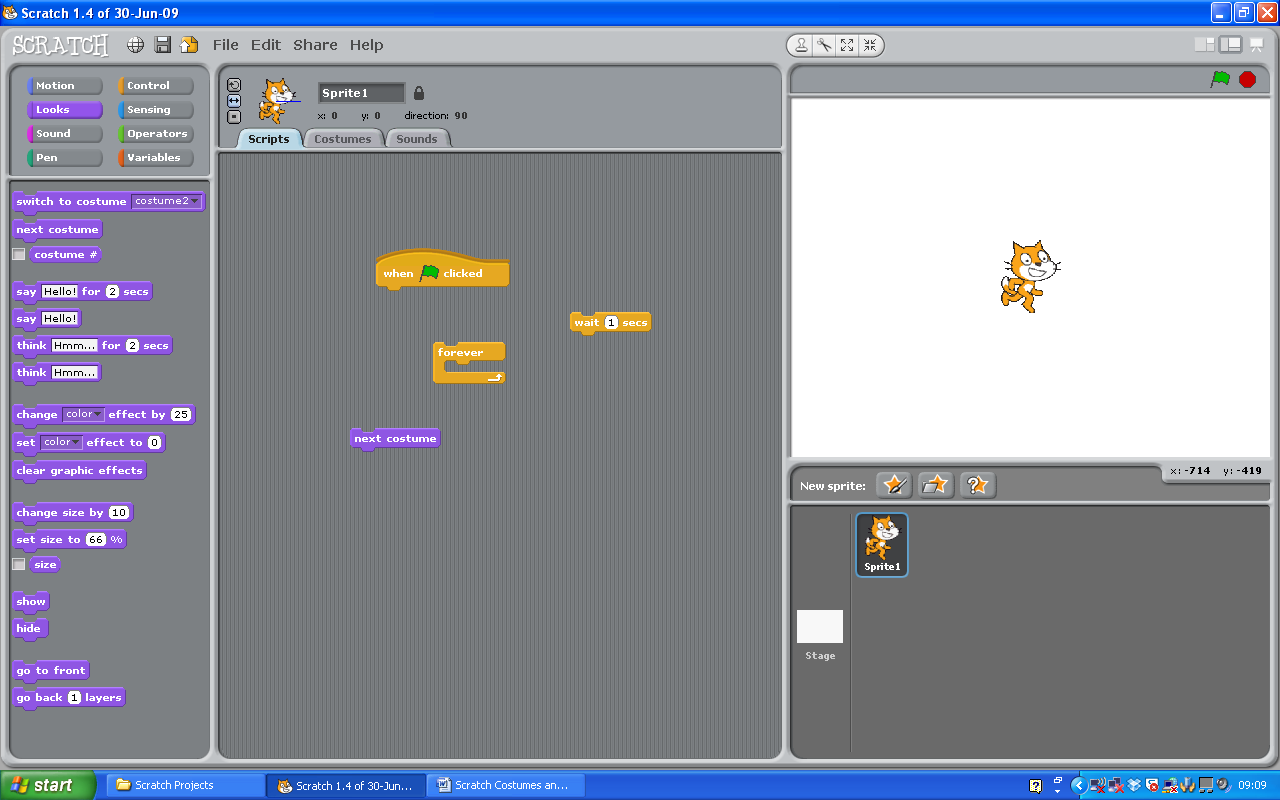 Scratch 1.4 of 30-Jun-09
SCRATCH File Edit Share Help
Motion Control
Looks Sensing
Sound Operators
Pen Variables
switch to costume costume2
next costume
costume #
say Hello! for 2 secs
say Hello!
think Hmm... for 2 secs
think Hmm...
change color effect by 25
set color effect to 0
clear graphic effects
change size by 10
set size to 66 %
size
show
hide
go to front
go back 1 layers
Sprite1
x: 0 y: 0 direction: 90
Scripts Costumes Sounds
when clicked
wait 1 secs
forever
next costume
x: -714 y: -419
New sprite:
Sprite1
Stage
start Scratch Projects Scratch 1.4 of 30-Jun... Scratch Costumes an... 09:09